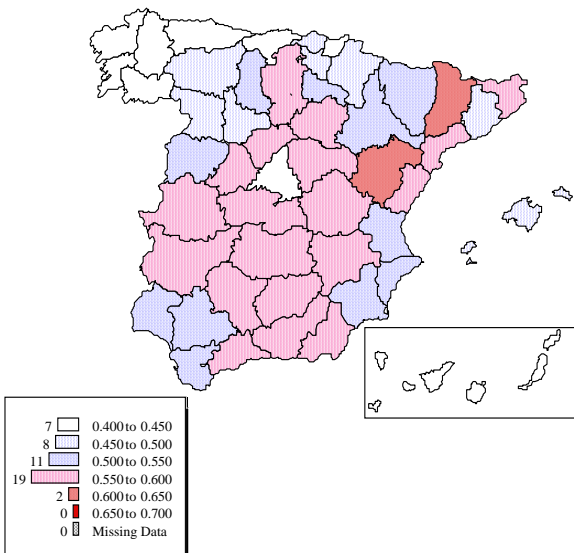 7 0.400 to 0.450
8 0.450 to 0.500
11 0.500 to 0.550
19 0.550 to 0.600
2 0.600 to 0.650
0 0.650 to 0.700
0 Missing Data